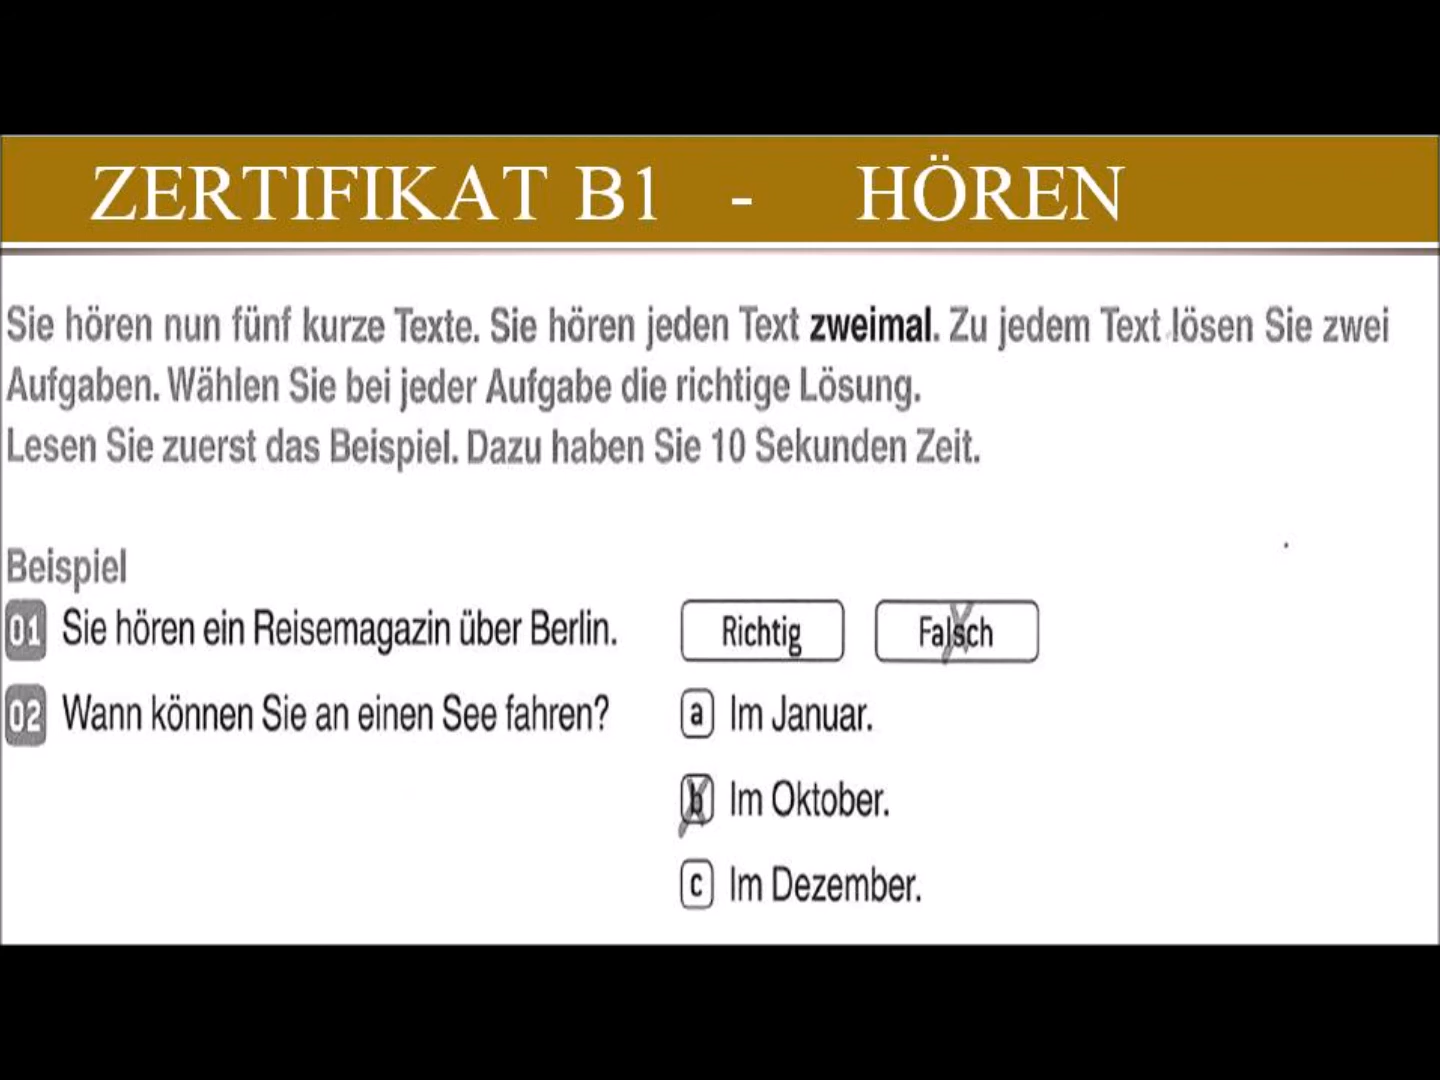 ZERTIFIKAT B1 - HÖREN
Sie hören nun fünf kurze Texte. Sie hören jeden Text zweimal. Zu jedem Text lösen Sie zwei
Aufgaben. Wählen Sie bei jeder Aufgabe die richtige Lösung.
Lesen Sie zuerst das Beispiel. Dazu haben Sie 10 Sekunden Zeit.
Beispiel
01 Sie hören ein Reisemagazin über Berlin. Richtig Falsch
02 Wann können Sie an einen See fahren? a Im Januar.
b Im Oktober.
c Im Dezember.